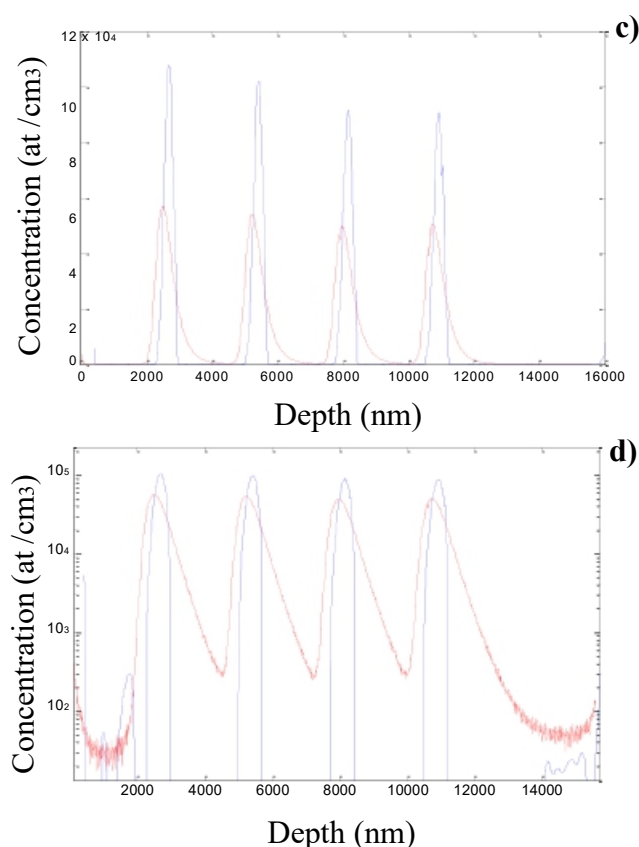 c)
12 x 10⁴
10
8
6
4
2
0
Concentration (at /cm3)
0 2000 4000 6000 8000 10000 12000 14000 16000
Depth (nm)
d)
10⁵
10⁴
10³
10²
Concentration (at /cm3)
2000 4000 6000 8000 10000 12000 14000
Depth (nm)